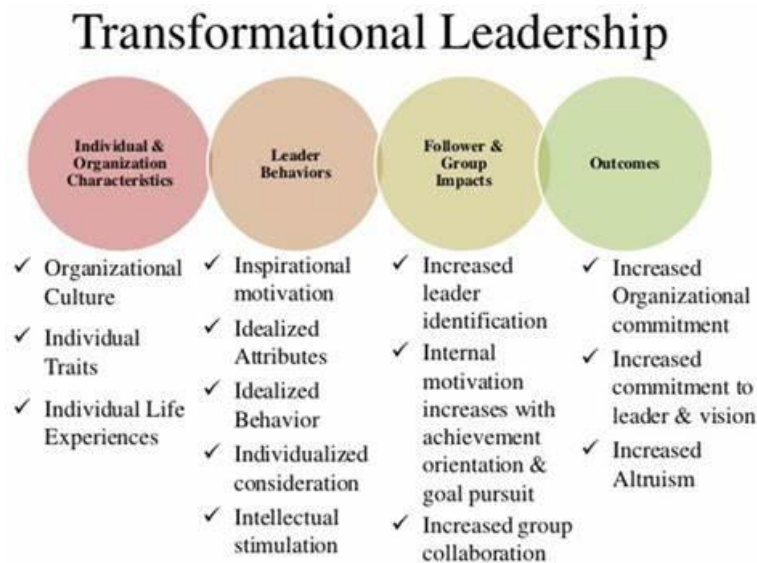 Transformational Leadership
Individual &
Organization
Characteristics
Leader
Behaviors
Follower &
Group
Impacts
Outcomes
✓ Organizational
Culture
✓ Individual
Traits
✓ Individual Life
Experiences
✓ Inspirational
motivation
✓ Idealized
Attributes
✓ Idealized
Behavior
✓ Individualized
consideration
✓ Intellectual
stimulation
✓ Increased
leader
identification
✓ Internal
motivation
increases with
achievement
orientation &
goal pursuit
✓ Increased group
collaboration
✓ Increased
Organizational
commitment
✓ Increased
commitment to
leader & vision
✓ Increased
Altruism